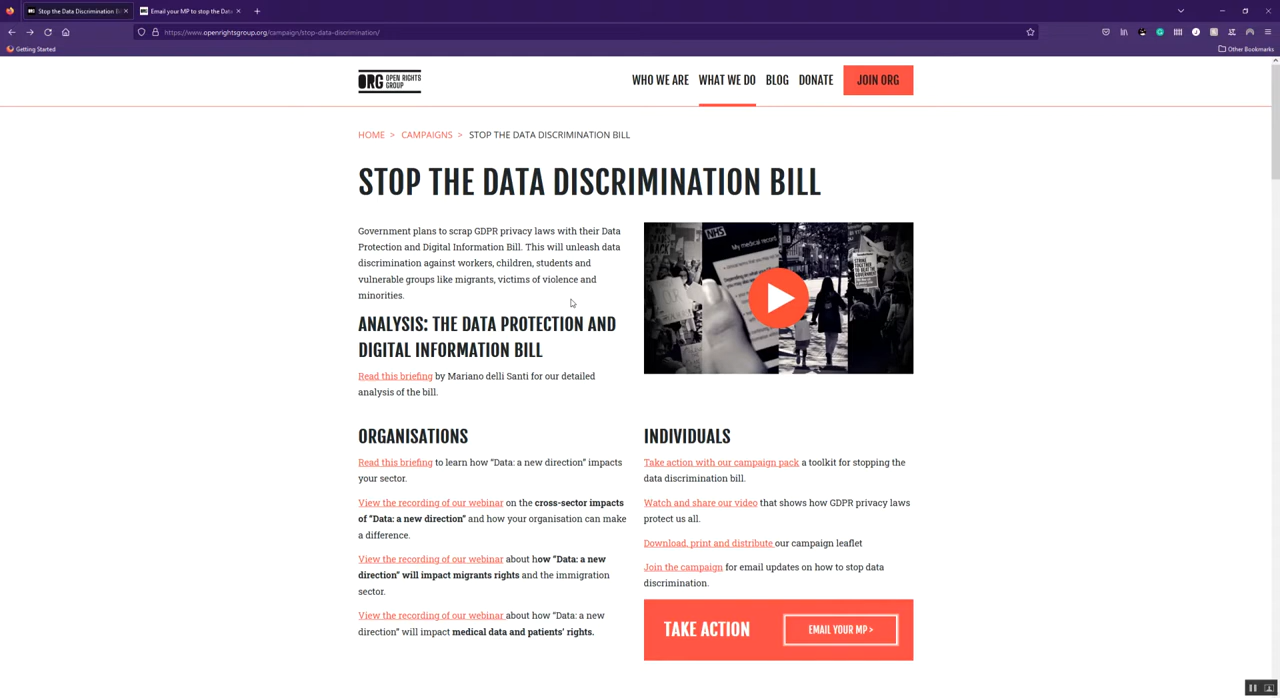 Stop the Data Discrimination Bi
Email your MP to stop the Data
https://www.openrightsgroup.org/campaign/stop-data-discrimination/
Getting Started
Other Bookmarks
ORG OPEN RIGHTS GROUP
WHO WE ARE WHAT WE DO BLOG DONATE JOIN ORG
HOME > CAMPAIGNS > STOP THE DATA DISCRIMINATION BILL
STOP THE DATA DISCRIMINATION BILL
Government plans to scrap GDPR privacy laws with their Data
Protection and Digital Information Bill. This will unleash data
discrimination against workers, children, students and
vulnerable groups like migrants, victims of violence and
minorities.
NHS
My medical record
ANALYSIS: THE DATA PROTECTION AND
DIGITAL INFORMATION BILL
Read this briefing by Mariano delli Santi for our detailed
analysis of the bill.
ORGANISATIONS
Read this briefing to learn how “Data: a new direction” impacts
your sector.
View the recording of our webinar on the cross-sector impacts
of “Data: a new direction” and how your organisation can make
a difference.
View the recording of our webinar about how “Data: a new
direction” will impact migrants rights and the immigration
sector.
View the recording of our webinar about how “Data: a new
direction” will impact medical data and patients’ rights.
INDIVIDUALS
Take action with our campaign pack a toolkit for stopping the
data discrimination bill.
Watch and share our video that shows how GDPR privacy laws
protect us all.
Download, print and distribute our campaign leaflet
Join the campaign for email updates on how to stop data
discrimination.
TAKE ACTION
EMAIL YOUR MP >